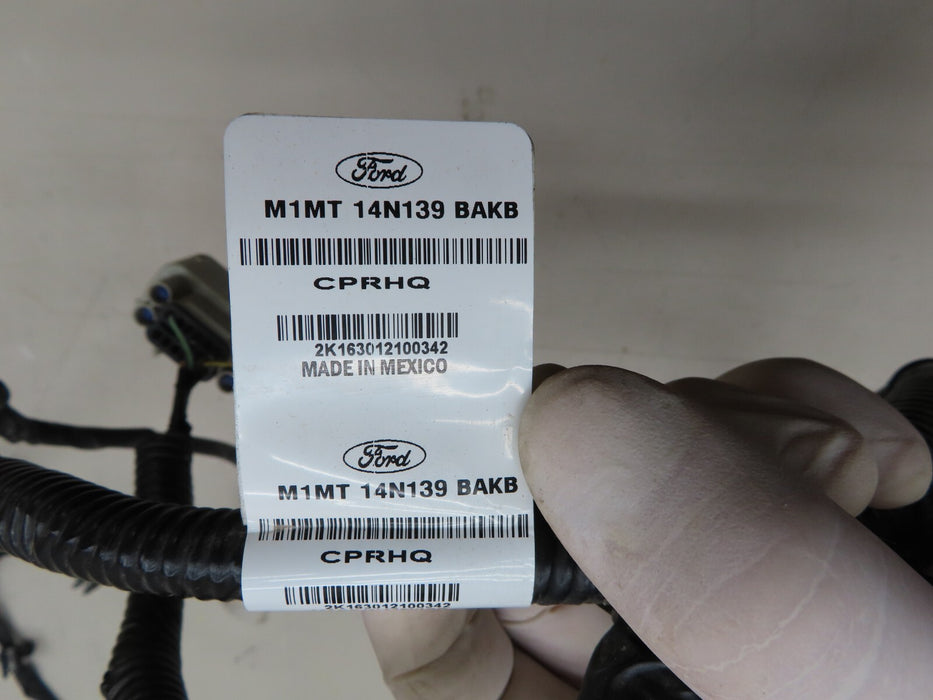 Ford
M1MT 14N139 BAKB
CPRHQ
2K163012100342
MADE IN MEXICO
Ford
M1MT 14N139 BAKB
CPRHQ
2K163012100342